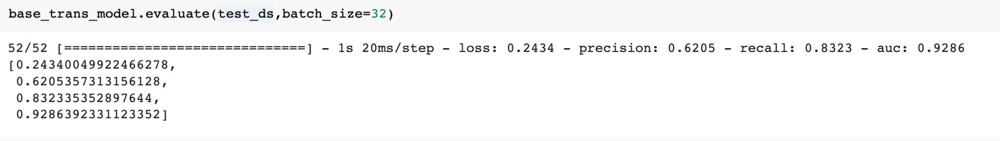 base_trans_model.evaluate(test_ds,batch_size=32)
52/52 [==============================] - 1s 20ms/step - loss: 0.2434 - precision: 0.6205 - recall: 0.8323 - auc: 0.9286
[0.24340049922466278,
 0.6205357313156128,
 0.832335352897644,
 0.9286392331123352]